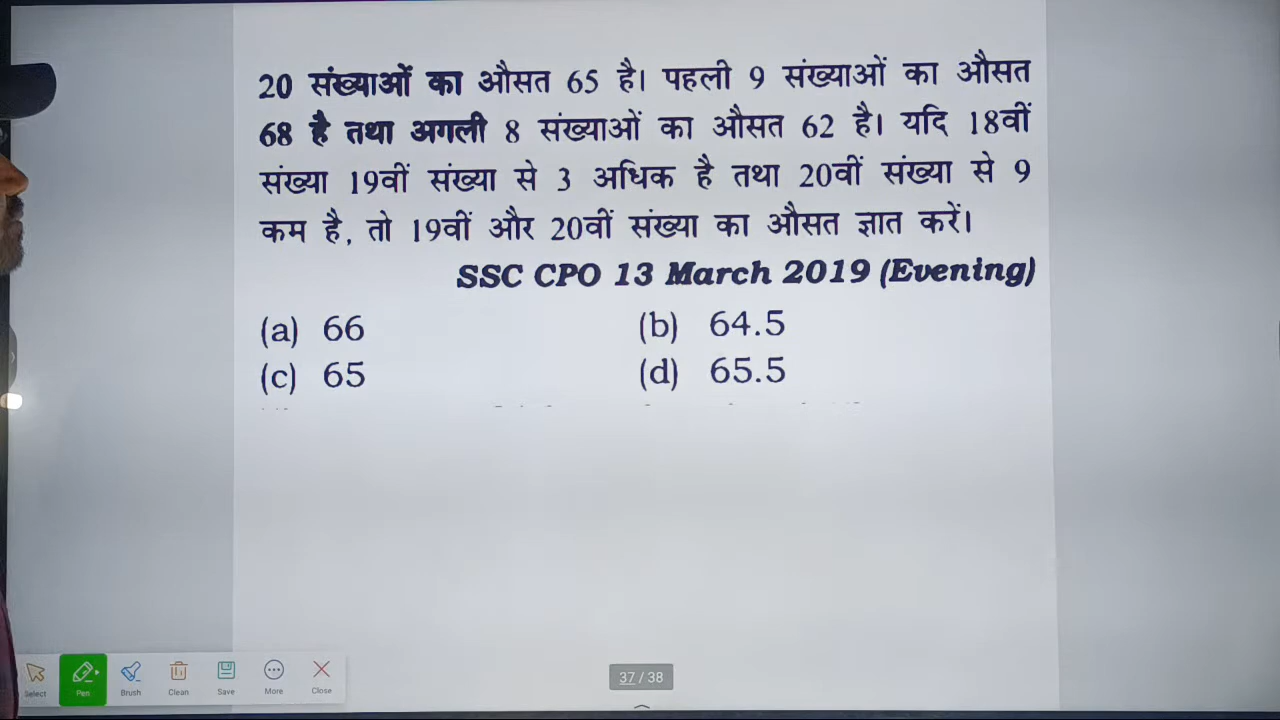 20 संख्याओं का औसत 65 है। पहली 9 संख्याओं का औसत
68 है तथा अगली 8 संख्याओं का औसत 62 है। यदि 18वीं
संख्या 19वीं संख्या से 3 अधिक है तथा 20वीं संख्या से 9
कम है, तो 19वीं और 20वीं संख्या का औसत ज्ञात करें।
SSC CPO 13 March 2019 (Evening)
(a) 66 (b) 64.5
(c) 65 (d) 65.5
Select Pen Brush Clean Save More Close
37 / 38